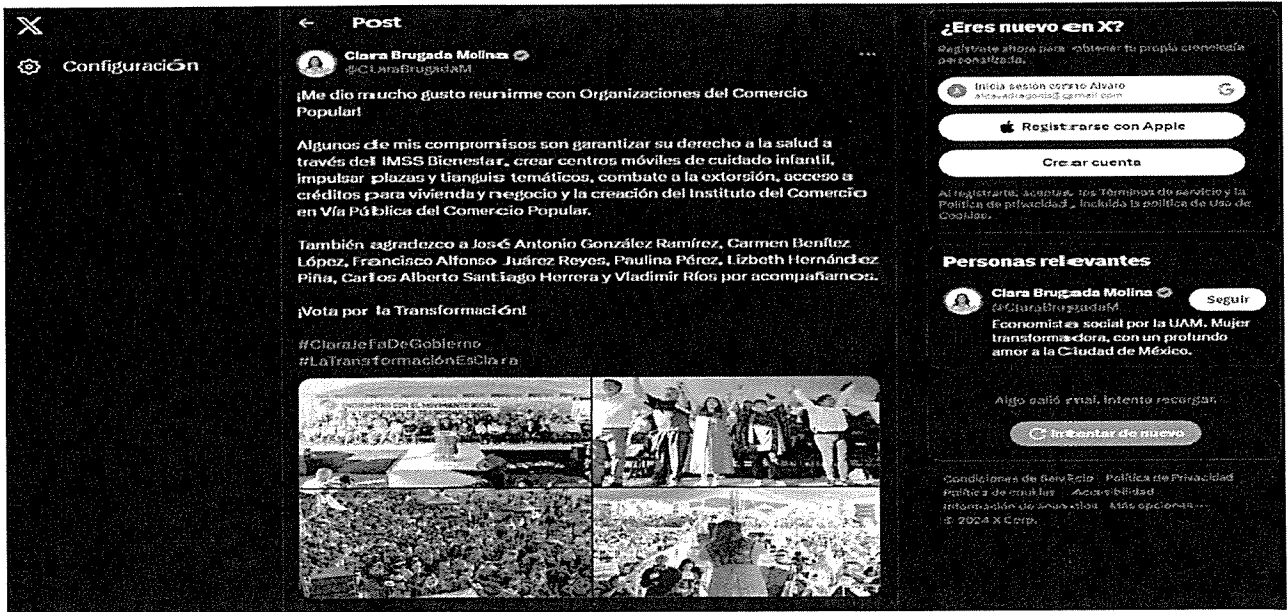 X
Configuración
← Post
Clara Brugada Molina
@ClaraBrugadaM
¡Me dio mucho gusto reunirme con Organizaciones del Comercio
Popular!
Algunos de mis compromisos son garantizar su derecho a la salud a
través del IMSS Bienestar, crear centros móviles de cuidado infantil,
impulsar plazas y tianguis temáticos, combate a la extorsión, acceso a
créditos para vivienda y negocio y la creación del Instituto del Comercio
en Vía Pública del Comercio Popular.
También agradezco a José Antonio González Ramírez, Carmen Benítez
López, Francisco Alfonso Juárez Reyes, Paulina Pérez, Lizbeth Hernández
Piña, Carlos Alberto Santiago Herrera y Vladimir Ríos por acompañarnos.
¡Vota por la Transformación!
#ClaraJefaDeGobierno
#LaTransformaciónEsClara
¿Eres nuevo en X?
Regístrate ahora para obtener tu propia cronología
personalizada.
Inicia sesión como Alvaro
@gmail.com
Registrarse con Apple
Crear cuenta
Al registrarte, aceptas los Términos de servicio y la
Política de privacidad, incluida la política de Uso de
Cookies.
Personas relevantes
Clara Brugada Molina
@ClaraBrugadaM
Seguir
Economista social por la UAM. Mujer
transformadora, con un profundo
amor a la Ciudad de México.
Algo salió mal. Intenta recargar.
Intentar de nuevo
Condiciones de Servicio Política de Privacidad
Política de cookies Accesibilidad
Información de anuncios Más opciones ···
© 2024 X Corp.